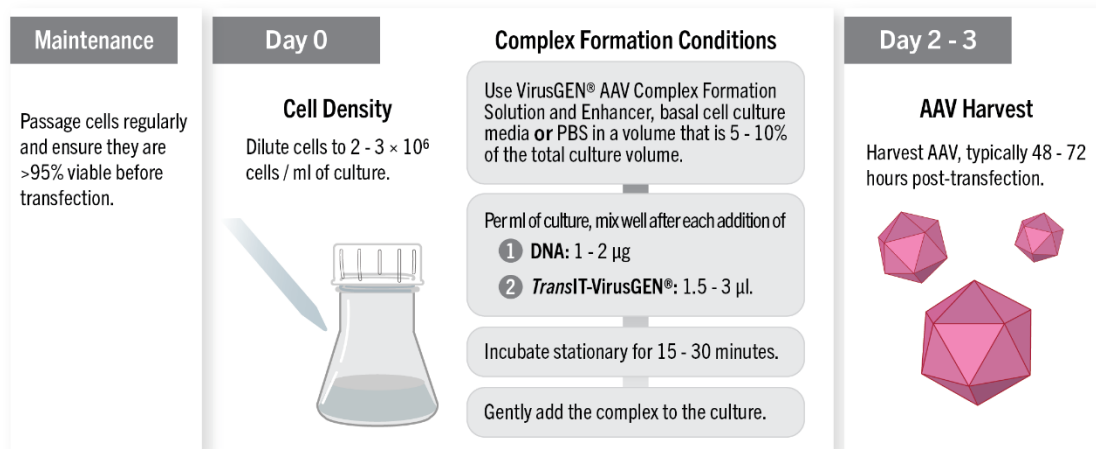 Maintenance
Passage cells regularly
and ensure they are
>95% viable before
transfection.
Day 0
Cell Density
Dilute cells to 2 - 3 × 10⁶
cells / ml of culture.
Complex Formation Conditions
Use VirusGEN® AAV Complex Formation
Solution and Enhancer, basal cell culture
media or PBS in a volume that is 5 - 10%
of the total culture volume.
Per ml of culture, mix well after each addition of
1 DNA: 1 - 2 µg
2 TransIT-VirusGEN®: 1.5 - 3 µl.
Incubate stationary for 15 - 30 minutes.
Gently add the complex to the culture.
Day 2 - 3
AAV Harvest
Harvest AAV, typically 48 - 72
hours post-transfection.